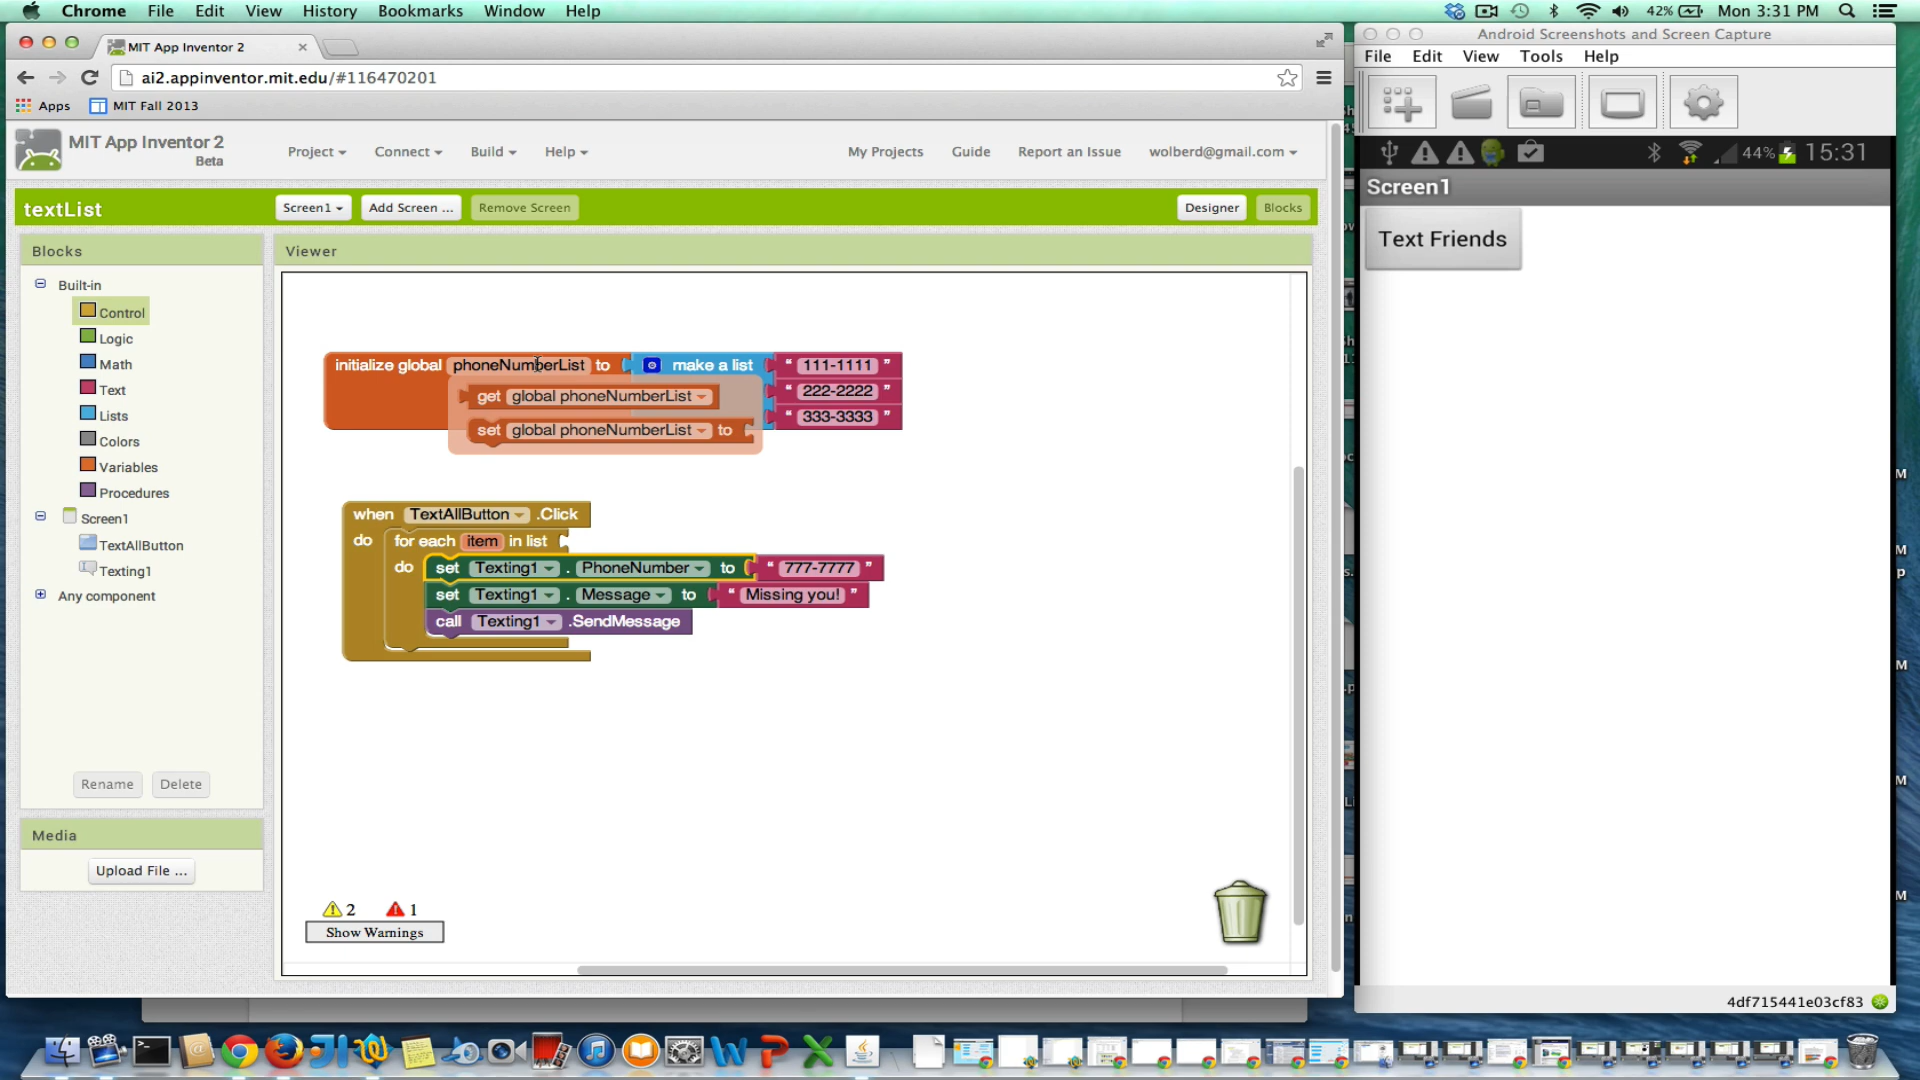 Chrome File Edit View History Bookmarks Window Help 42% Mon 3:31 PM
MIT App Inventor 2
ai2.appinventor.mit.edu/#116470201
Apps MIT Fall 2013
MIT App Inventor 2
Beta
Project Connect Build Help My Projects Guide Report an Issue wolberd@gmail.com
textList Screen1 Add Screen ... Remove Screen Designer Blocks
Blocks
Built-in
Control
Logic
Math
Text
Lists
Colors
Variables
Procedures
Screen1
TextAllButton
Texting1
Any component
Rename Delete
Media
Upload File ...
Viewer
initialize global phoneNumberList to make a list “ 111-1111 ”
get global phoneNumberList “ 222-2222 ”
“ 333-3333 ”
set global phoneNumberList to
when TextAllButton .Click
do for each item in list
do set Texting1 . PhoneNumber to “ 777-7777 ”
set Texting1 . Message to “ Missing you! ”
call Texting1 .SendMessage
2 1
Show Warnings
Android Screenshots and Screen Capture
File Edit View Tools Help
44% 15:31
Screen1
Text Friends
4df715441e03cf83